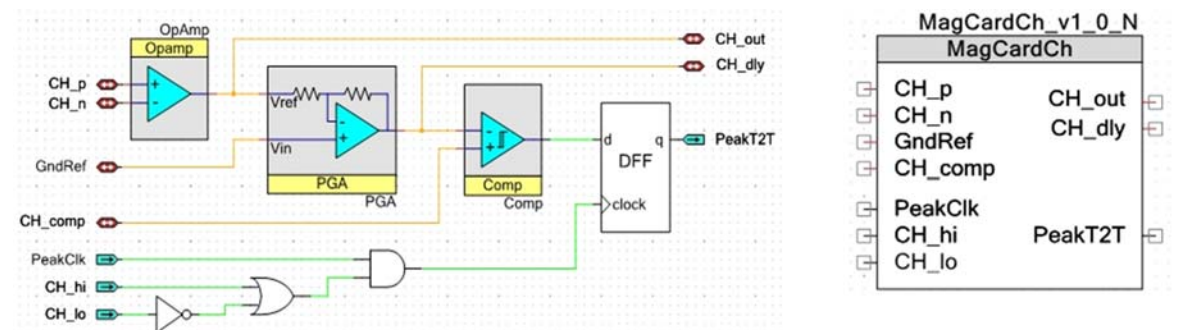 OpAmp
Opamp
CH_p
CH_n
+
-
CH_out
CH_dly
Vref
Vin
-
+
PGA
PGA
GndRef
CH_comp
-
+
Comp
Comp
d
q
DFF
clock
PeakT2T
PeakClk
CH_hi
CH_lo
MagCardCh_v1_0_N
MagCardCh
CH_p
CH_n
GndRef
CH_comp
PeakClk
CH_hi
CH_lo
CH_out
CH_dly
PeakT2T